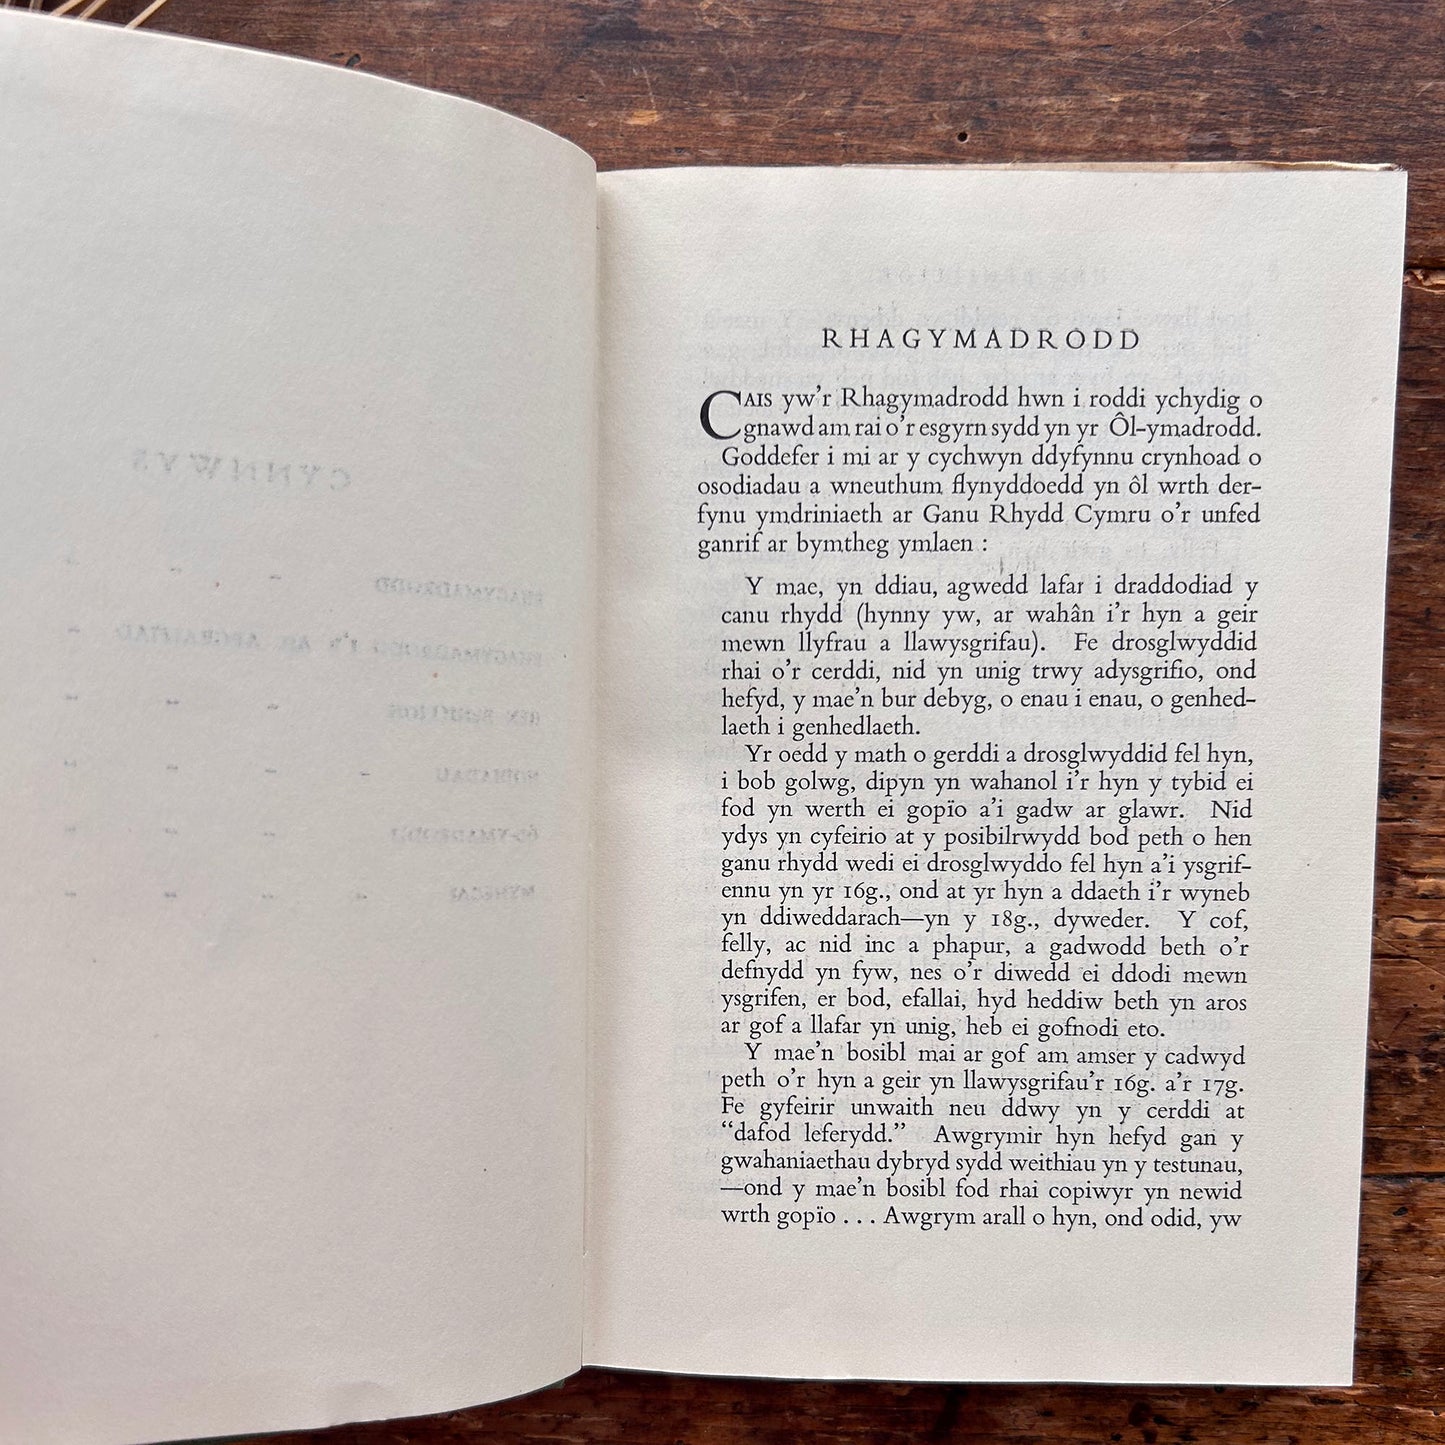 RHAGYMADRODD
CAIS yw'r Rhagymadrodd hwn i roddi ychydig o
gnawd am rai o'r esgyrn sydd yn yr Ôl-ymadrodd.
Goddefer i mi ar y cychwyn ddyfynnu crynhoad o
osodiadau a wneuthum flynyddoedd yn ôl wrth der-
fynu ymdriniaeth ar Ganu Rhydd Cymru o'r unfed
ganrif ar bymtheg ymlaen :
Y mae, yn ddiau, agwedd lafar i draddodiad y
canu rhydd (hynny yw, ar wahân i'r hyn a geir
mewn llyfrau a llawysgrifau). Fe drosglwyddid
rhai o'r cerddi, nid yn unig trwy adysgrifio, ond
hefyd, y mae'n bur debyg, o enau i enau, o genhed-
laeth i genhedlaeth.
Yr oedd y math o gerddi a drosglwyddid fel hyn,
i bob golwg, dipyn yn wahanol i'r hyn y tybid ei
fod yn werth ei gopïo a'i gadw ar glawr. Nid
ydys yn cyfeirio at y posibilrwydd bod peth o hen
ganu rhydd wedi ei drosglwyddo fel hyn a'i ysgrif-
ennu yn yr 16g., ond at yr hyn a ddaeth i'r wyneb
yn ddiweddarach—yn y 18g., dyweder. Y cof,
felly, ac nid inc a phapur, a gadwodd beth o'r
defnydd yn fyw, nes o'r diwedd ei ddodi mewn
ysgrifen, er bod, efallai, hyd heddiw beth yn aros
ar gof a llafar yn unig, heb ei gofnodi eto.
Y mae'n bosibl mai ar gof am amser y cadwyd
peth o'r hyn a geir yn llawysgrifau'r 16g. a'r 17g.
Fe gyfeirir unwaith neu ddwy yn y cerddi at
“dafod leferydd.” Awgrymir hyn hefyd gan y
gwahaniaethau dybryd sydd weithiau yn y testunau,
—ond y mae'n bosibl fod rhai copiwyr yn newid
wrth gopïo . . . Awgrym arall o hyn, ond odid, yw